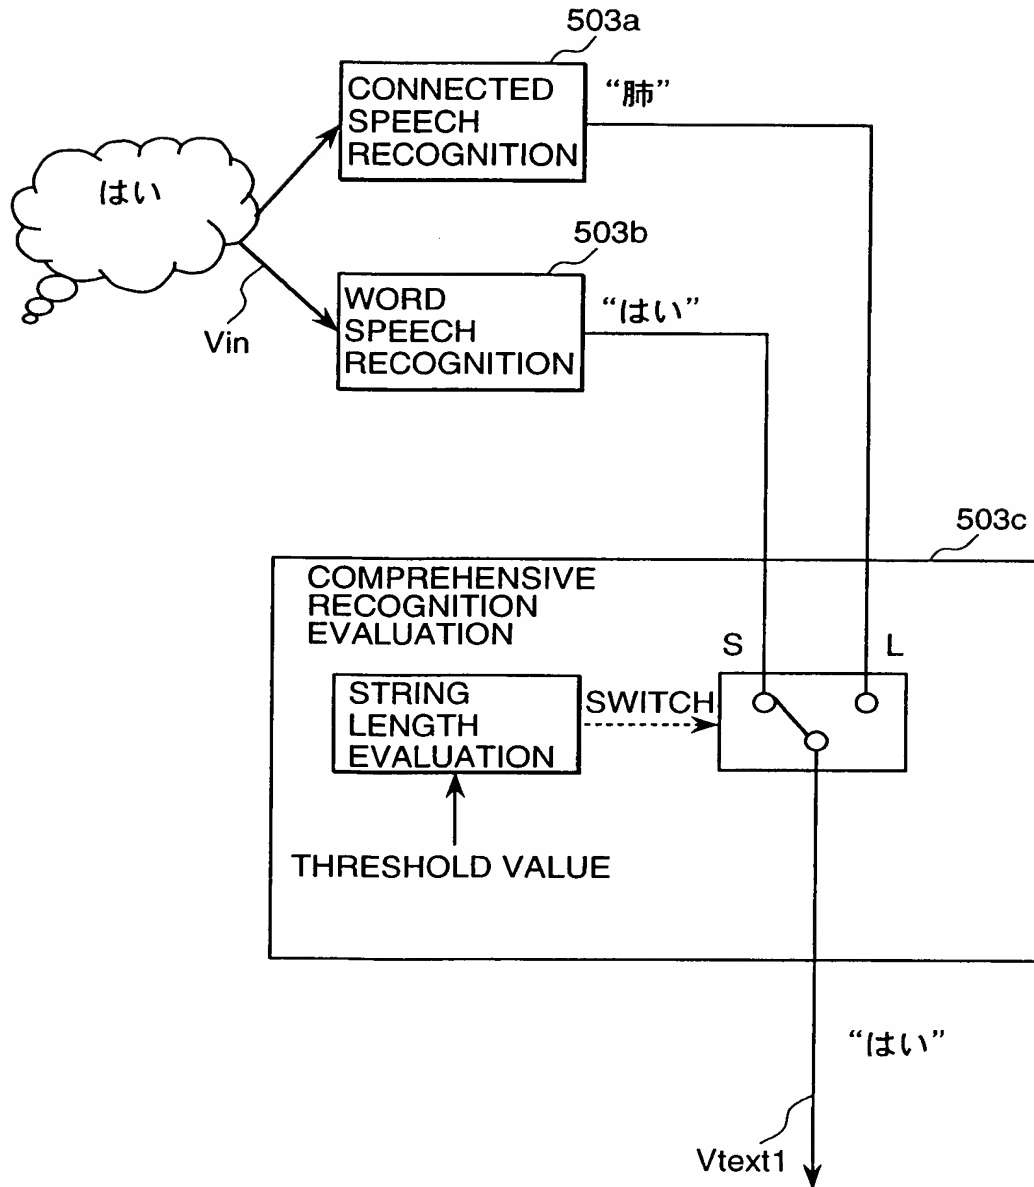 503a
CONNECTED
SPEECH
RECOGNITION
“肺”
はい
503b
WORD
SPEECH
RECOGNITION
“はい”
Vin
503c
COMPREHENSIVE
RECOGNITION
EVALUATION
S
L
STRING
LENGTH
EVALUATION
SWITCH
THRESHOLD VALUE
“はい”
Vtext1